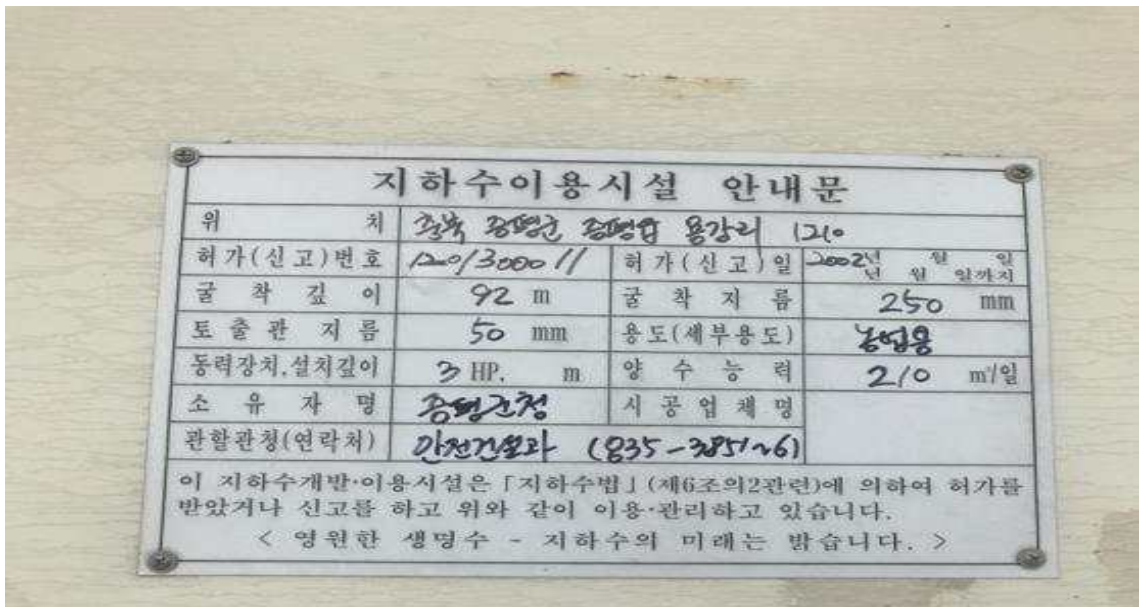 지하수이용시설 안내문
위 치 충북 증평군 증평읍 용강리 1210
허가(신고)번호 1201300011 허가(신고)일 2002년 월 일
년 월 일까지
굴착깊이 92 m 굴착지름 250 mm
토출관 지름 50 mm 용도(세부용도) 농업용
동력장치,설치깊이 3 HP, m 양수능력 210 ㎥/일
소유자명 증평군청 시공업체명
관할관청(연락처) 안전건설과 (835-3851~6)
이 지하수개발·이용시설은 「지하수법」(제6조의2관련)에 의하여 허가를
받았거나 신고를 하고 위와 같이 이용·관리하고 있습니다.
< 영원한 생명수 - 지하수의 미래는 밝습니다. >